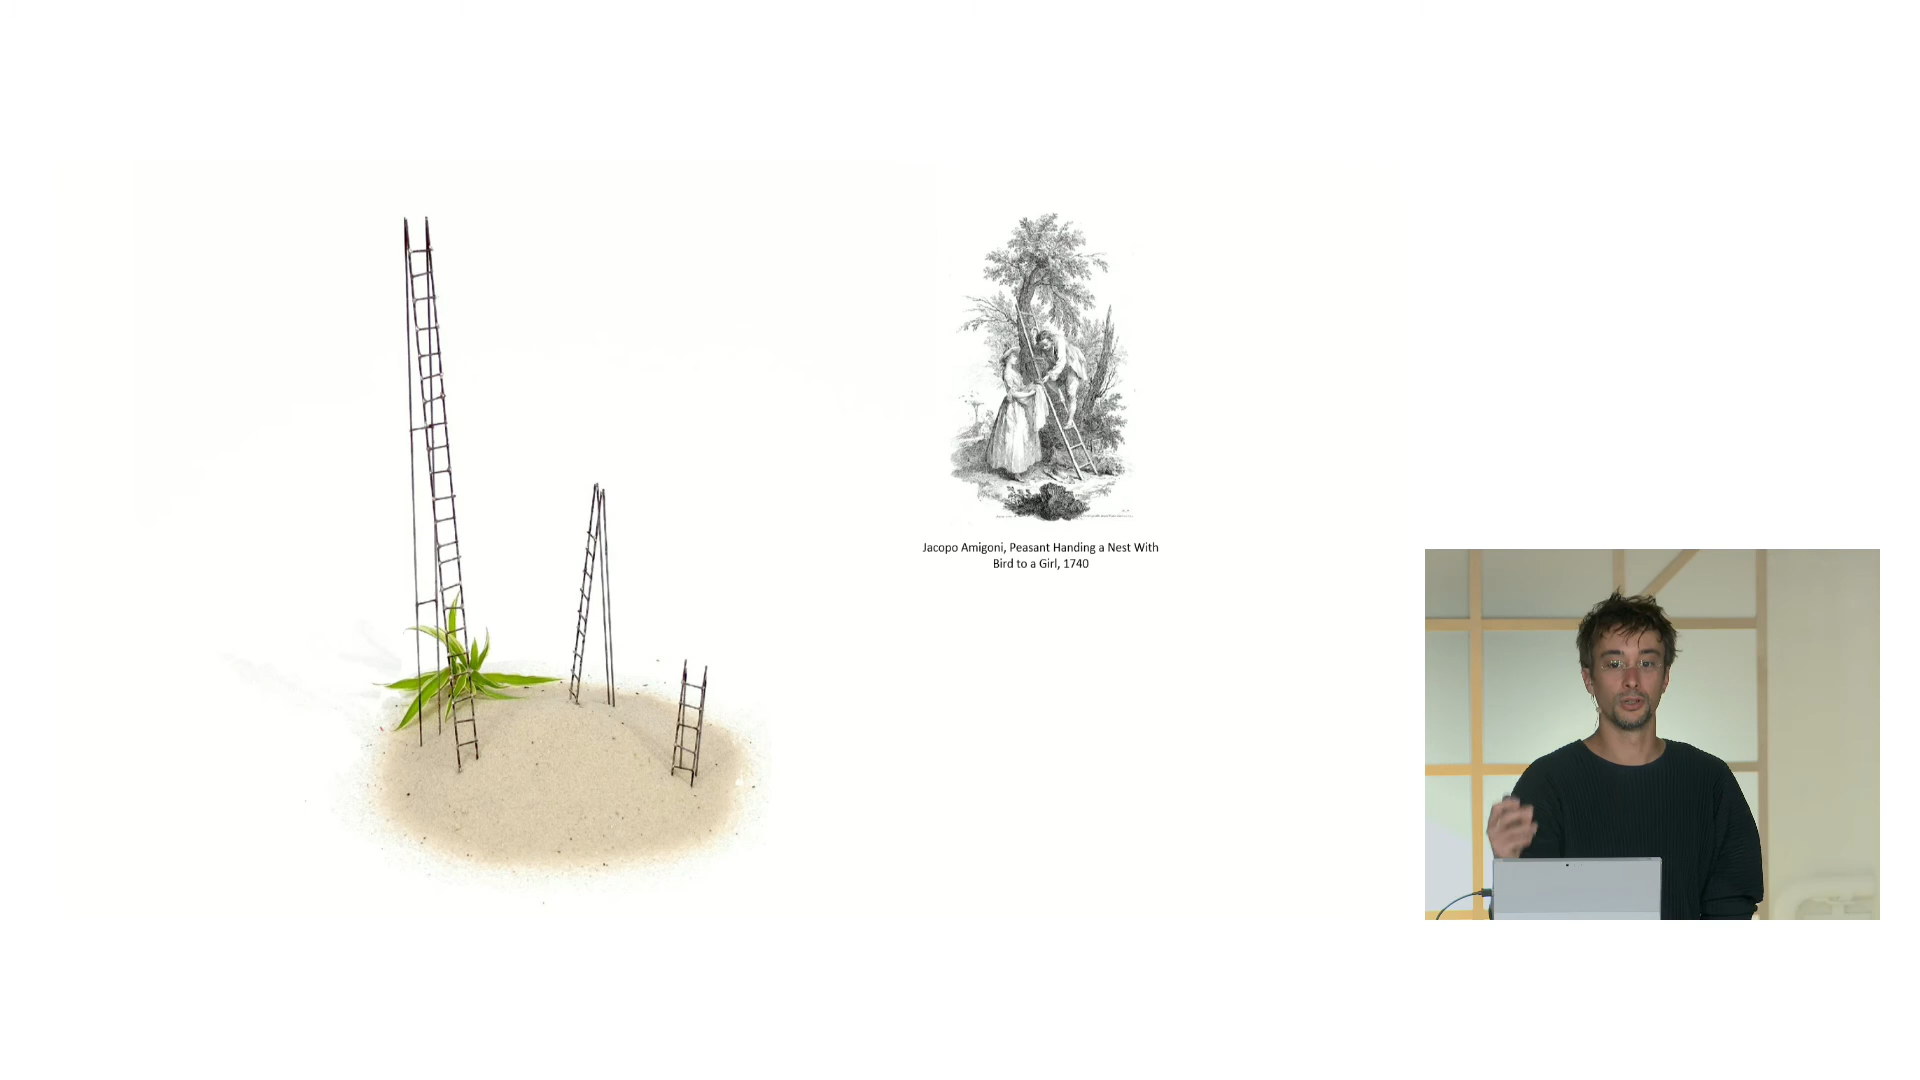 Jacopo Amigoni, Peasant Handing a Nest With
Bird to a Girl, 1740